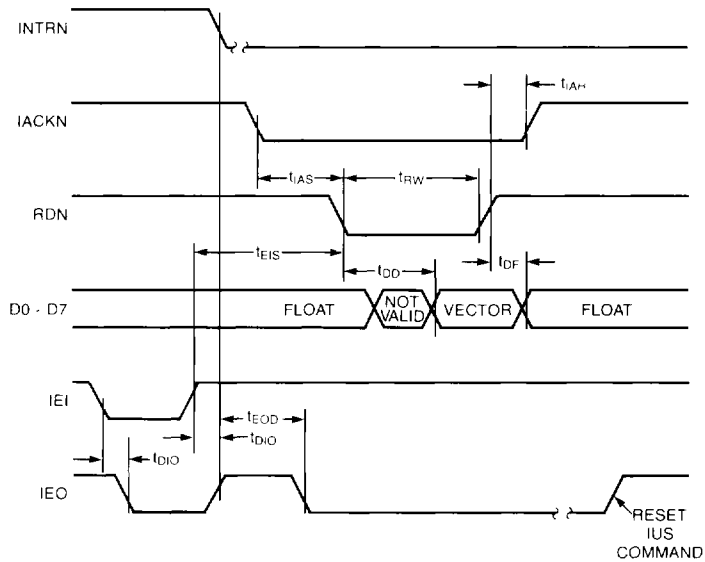 INTRN
tIAH
IACKN
tIAS
tRW
RDN
tEIS
tDD
tDF
D0 - D7
FLOAT
NOT
VALID
VECTOR
FLOAT
IEI
tEOD
tDIO
tDIO
IEO
RESET
IUS
COMMAND